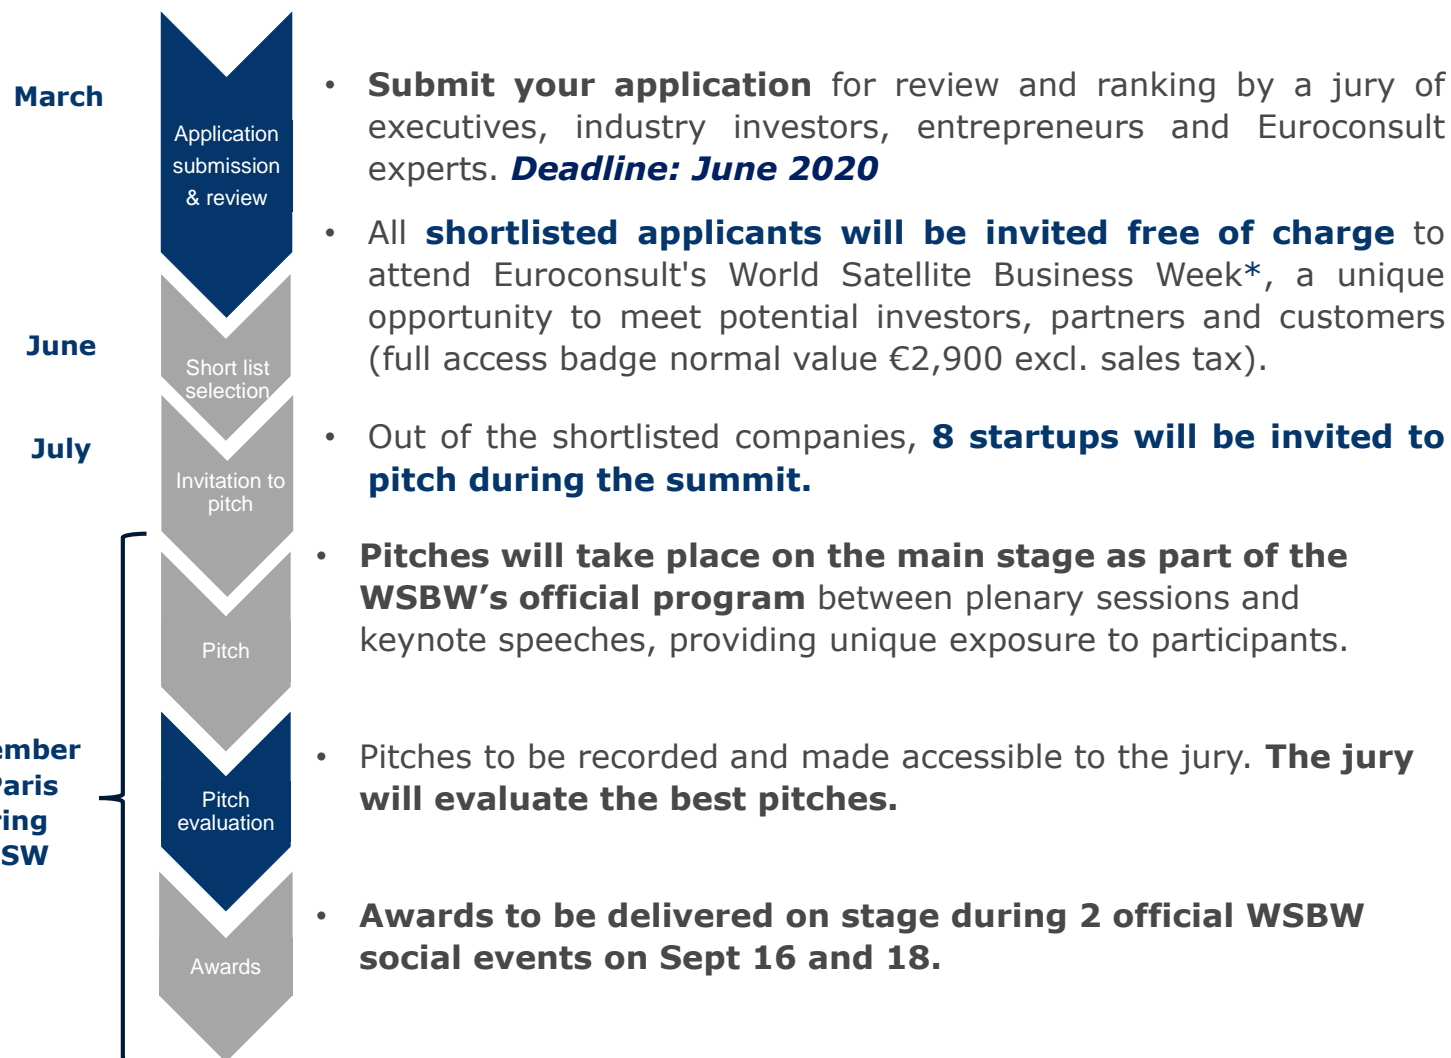 March
Application
submission
& review
• Submit your application for review and ranking by a jury of
executives, industry investors, entrepreneurs and Euroconsult
experts. Deadline: June 2020
• All shortlisted applicants will be invited free of charge to
attend Euroconsult's World Satellite Business Week*, a unique
opportunity to meet potential investors, partners and customers
(full access badge normal value €2,900 excl. sales tax).
June
Short list
selection
July
• Out of the shortlisted companies, 8 startups will be invited to
pitch during the summit.
Invitation to
pitch
• Pitches will take place on the main stage as part of the
WSBW’s official program between plenary sessions and
keynote speeches, providing unique exposure to participants.
Pitch
ember
Paris
ing
SW
• Pitches to be recorded and made accessible to the jury. The jury
will evaluate the best pitches.
Pitch
evaluation
• Awards to be delivered on stage during 2 official WSBW
social events on Sept 16 and 18.
Awards